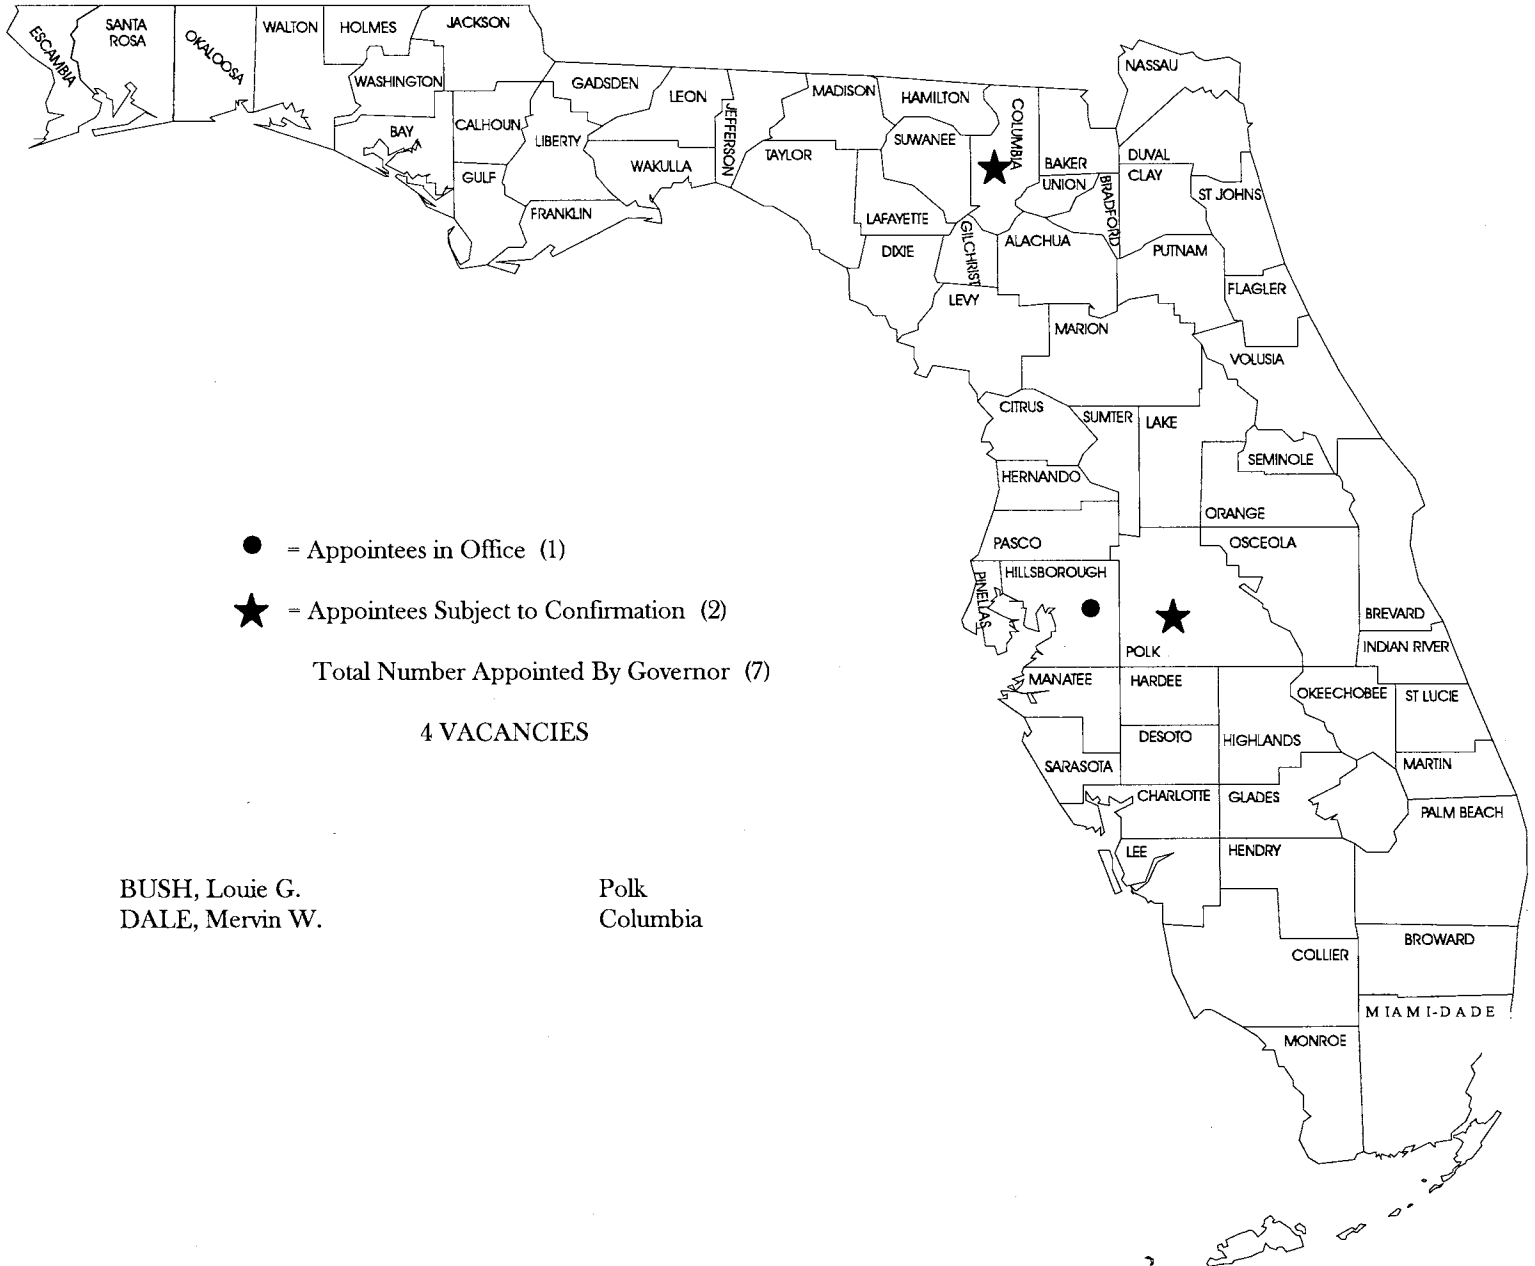 ESCAMBIA
SANTA
ROSA
OKALOOSA
WALTON
HOLMES
JACKSON
WASHINGTON
BAY
CALHOUN
GULF
LIBERTY
GADSDEN
FRANKLIN
LEON
WAKULLA
JEFFERSON
MADISON
TAYLOR
HAMILTON
SUWANEE
LAFAYETTE
DIXIE
COLUMBIA
GILCHRIST
BAKER
UNION
BRADFORD
ALACHUA
LEVY
NASSAU
DUVAL
CLAY
ST JOHNS
PUTNAM
FLAGLER
MARION
VOLUSIA
CITRUS
SUMTER
LAKE
SEMINOLE
HERNANDO
ORANGE
PASCO
OSCEOLA
HILLSBOROUGH
PINELLAS
POLK
BREVARD
INDIAN RIVER
MANATEE
HARDEE
OKEECHOBEE
ST LUCIE
DESOTO
HIGHLANDS
SARASOTA
MARTIN
CHARLOTTE
GLADES
PALM BEACH
LEE
HENDRY
COLLIER
BROWARD
MIAMI-DADE
MONROE
= Appointees in Office (1)
= Appointees Subject to Confirmation (2)
Total Number Appointed By Governor (7)
4 VACANCIES
BUSH, Louie G. Polk
DALE, Mervin W. Columbia